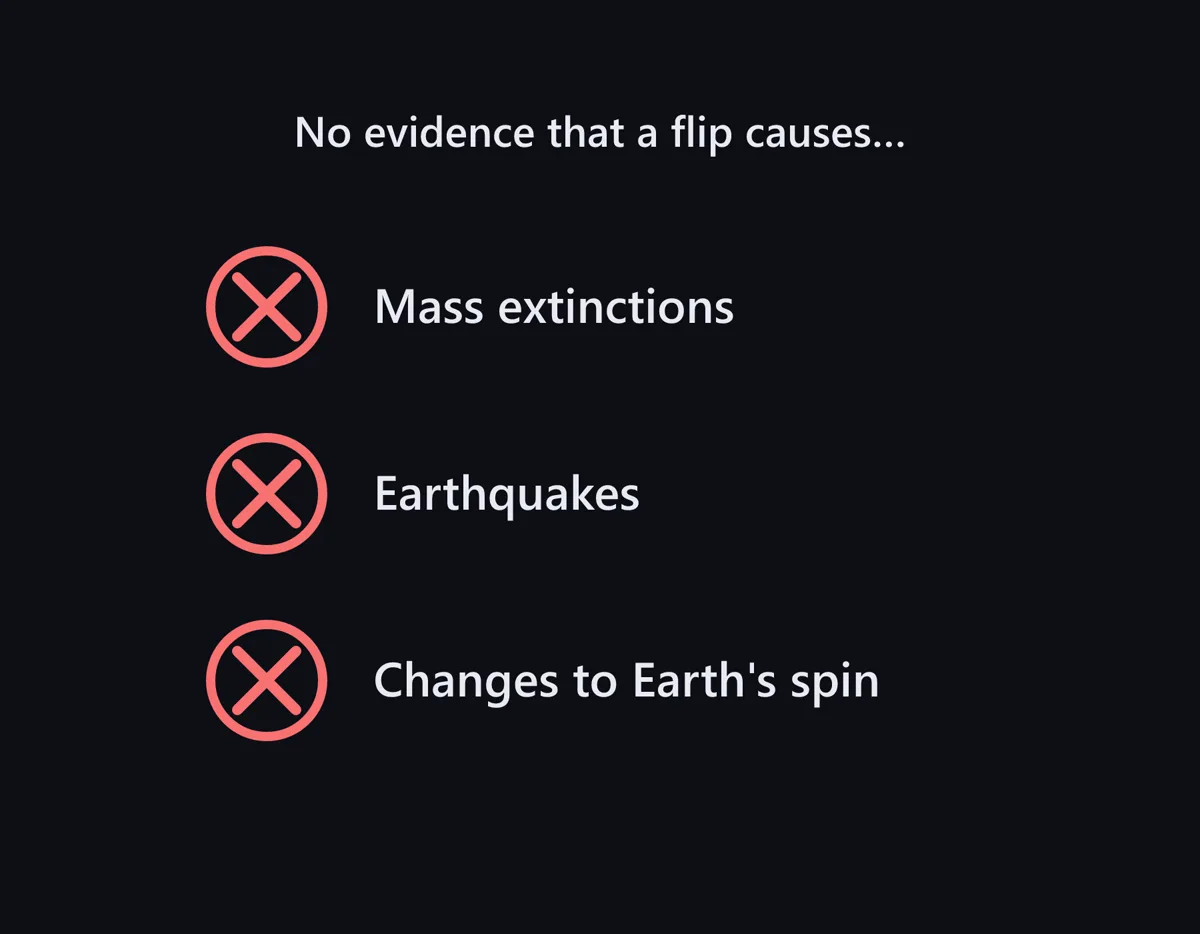 No evidence that a flip causes...
Mass extinctions
Earthquakes
Changes to Earth's spin